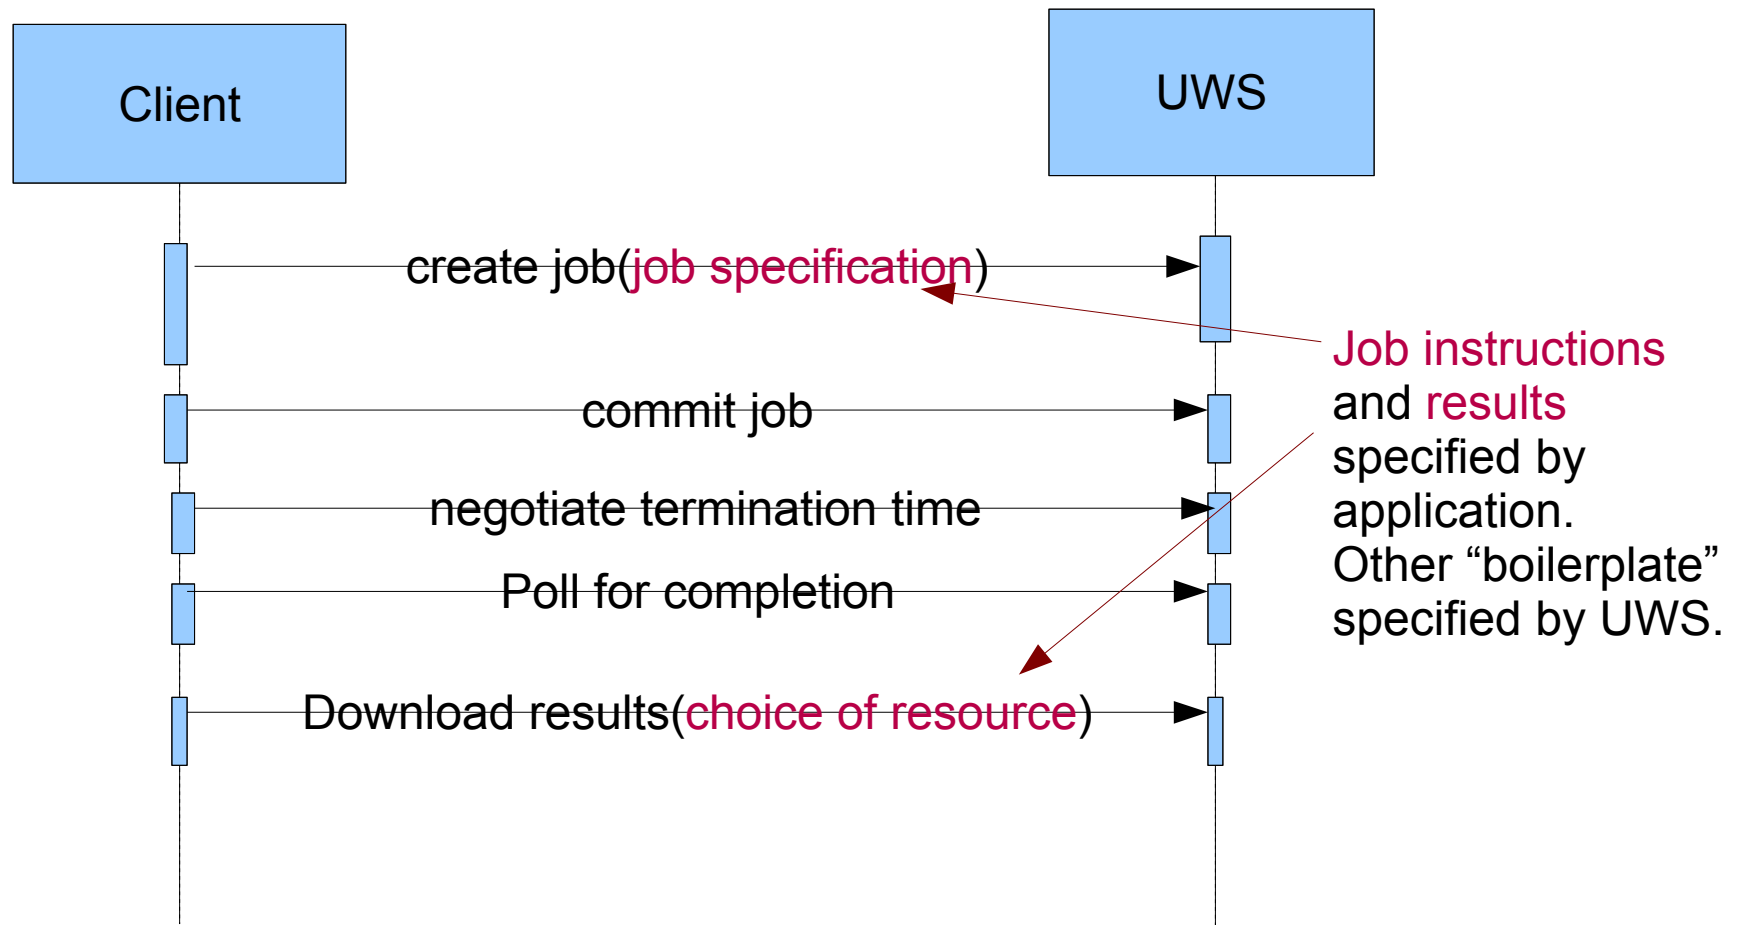 Client
UWS
create job(job specification)
commit job
negotiate termination time
Poll for completion
Download results(choice of resource)
Job instructions
and results
specified by
application.
Other “boilerplate”
specified by UWS.